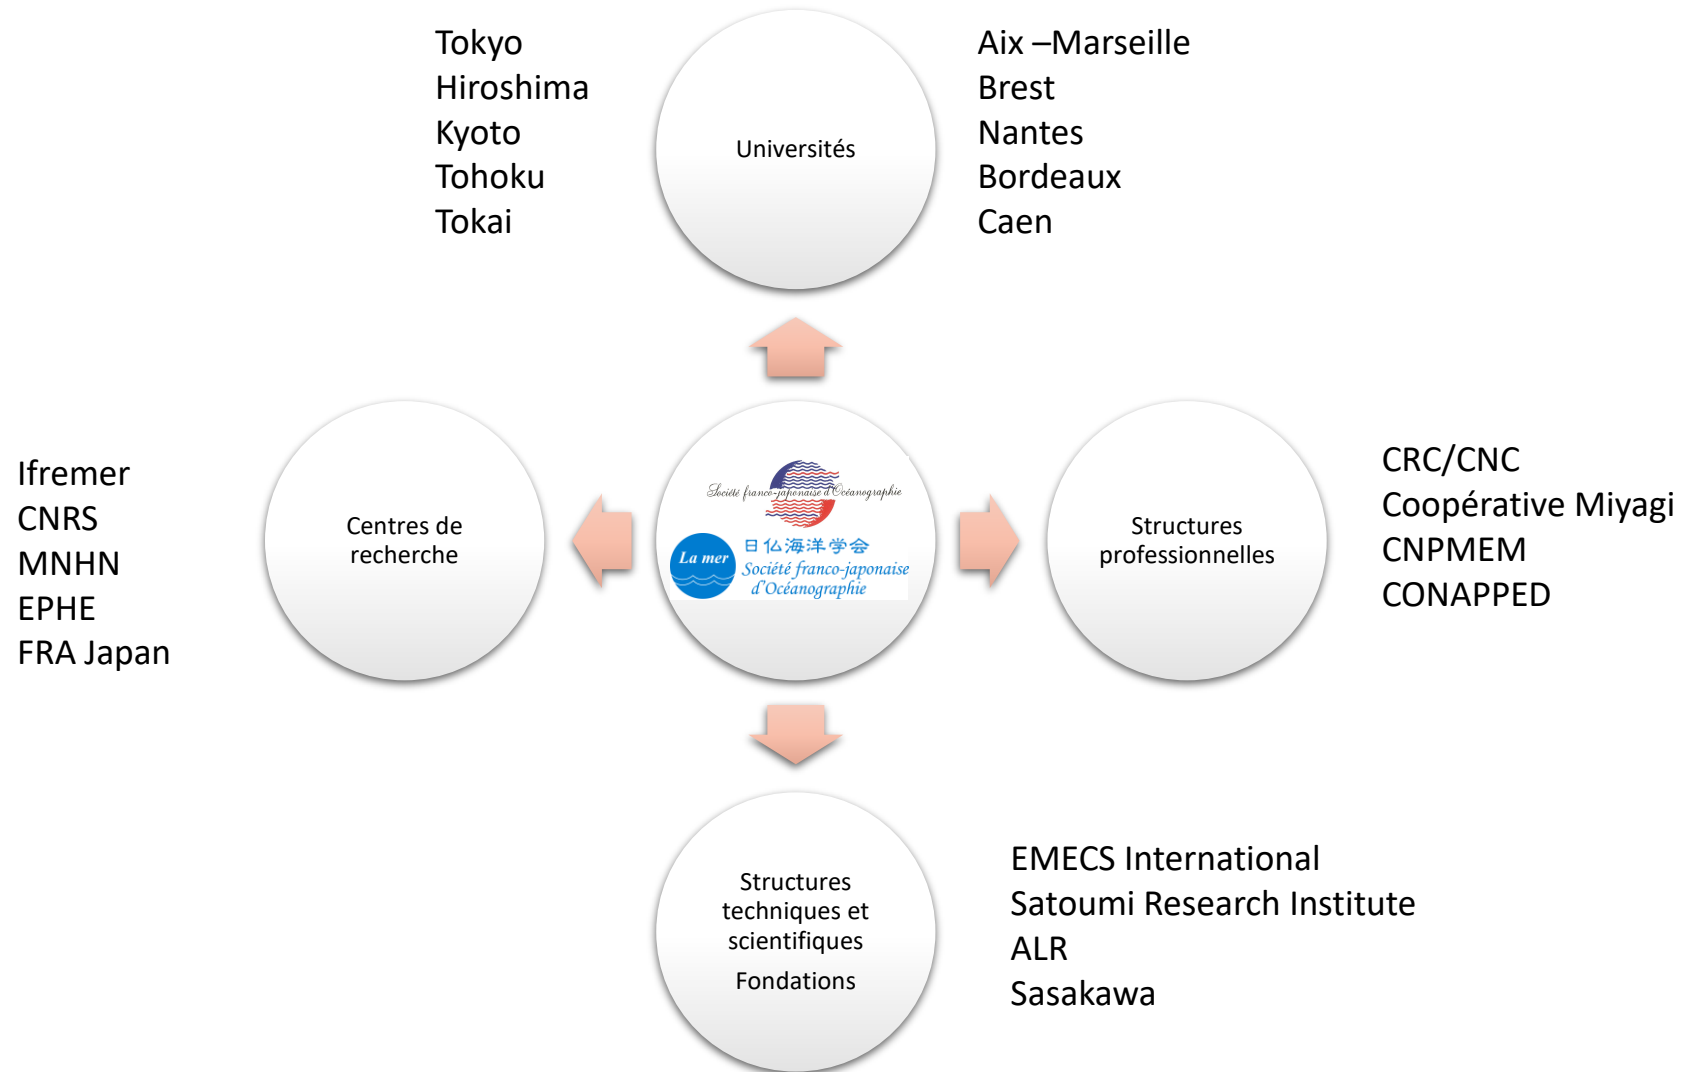 Tokyo
Hiroshima
Kyoto
Tohoku
Tokai
Universités
Aix –Marseille
Brest
Nantes
Bordeaux
Caen
Ifremer
CNRS
MNHN
EPHE
FRA Japan
Centres de
recherche
Société franco-japonaise d'Océanographie
La mer
日仏海洋学会
Société franco-japonaise
d'Océanographie
Structures
professionnelles
CRC/CNC
Coopérative Miyagi
CNPMEM
CONAPPED
Structures
techniques et
scientifiques
Fondations
EMECS International
Satoumi Research Institute
ALR
Sasakawa